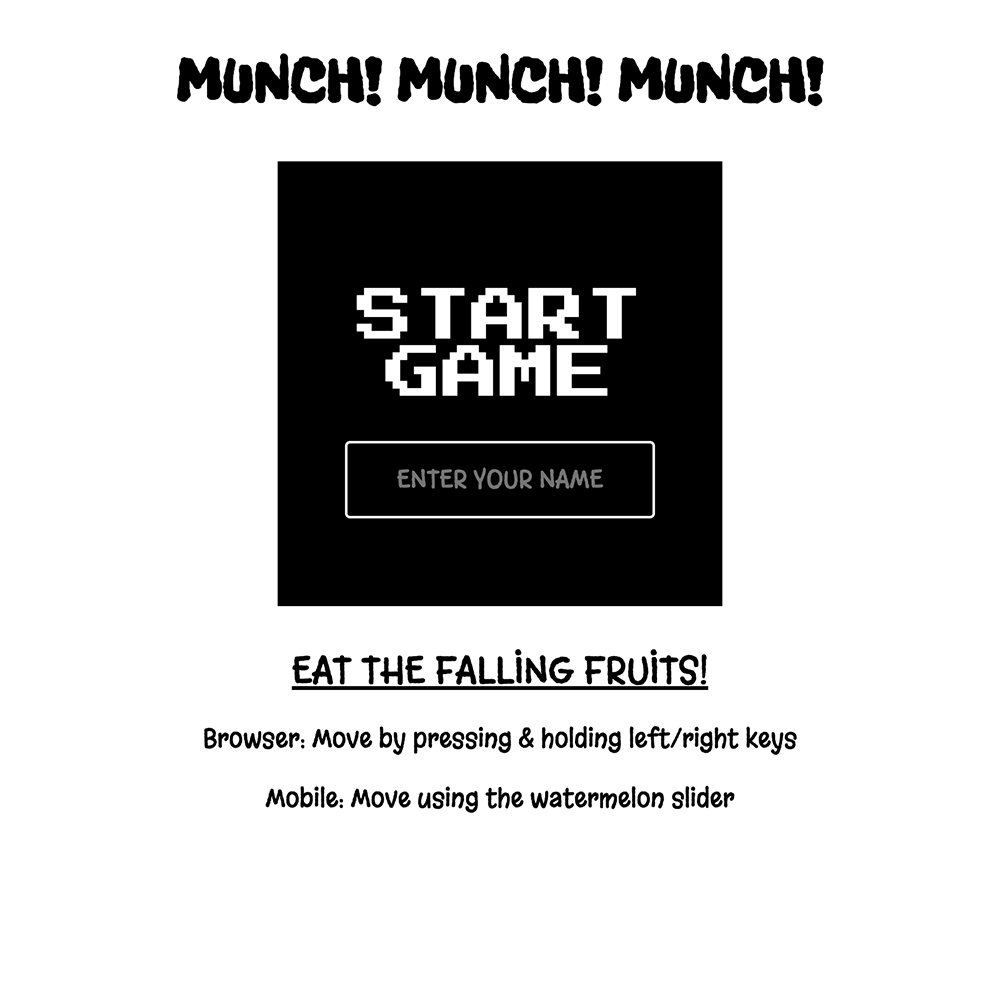 MUNCH! MUNCH! MUNCH!
START
GAME
ENTER YOUR NAME
EAT THE FALLING FRUITS!
Browser: Move by pressing & holding left/right keys
Mobile: Move using the watermelon slider